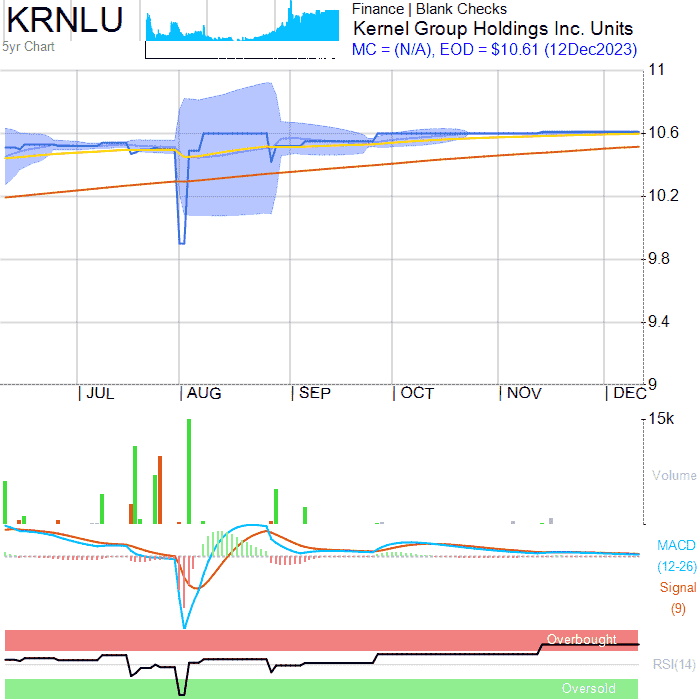 KRNLU
5yr Chart
Finance | Blank Checks
Kernel Group Holdings Inc. Units
MC = (N/A), EOD = $10.61 (12Dec2023)
11
10.6
10.2
9.8
9.4
9
| JUL | AUG | SEP | OCT | NOV | DEC
15k
Volume
MACD
(12-26)
Signal
(9)
Overbought
RSI(14)
Oversold